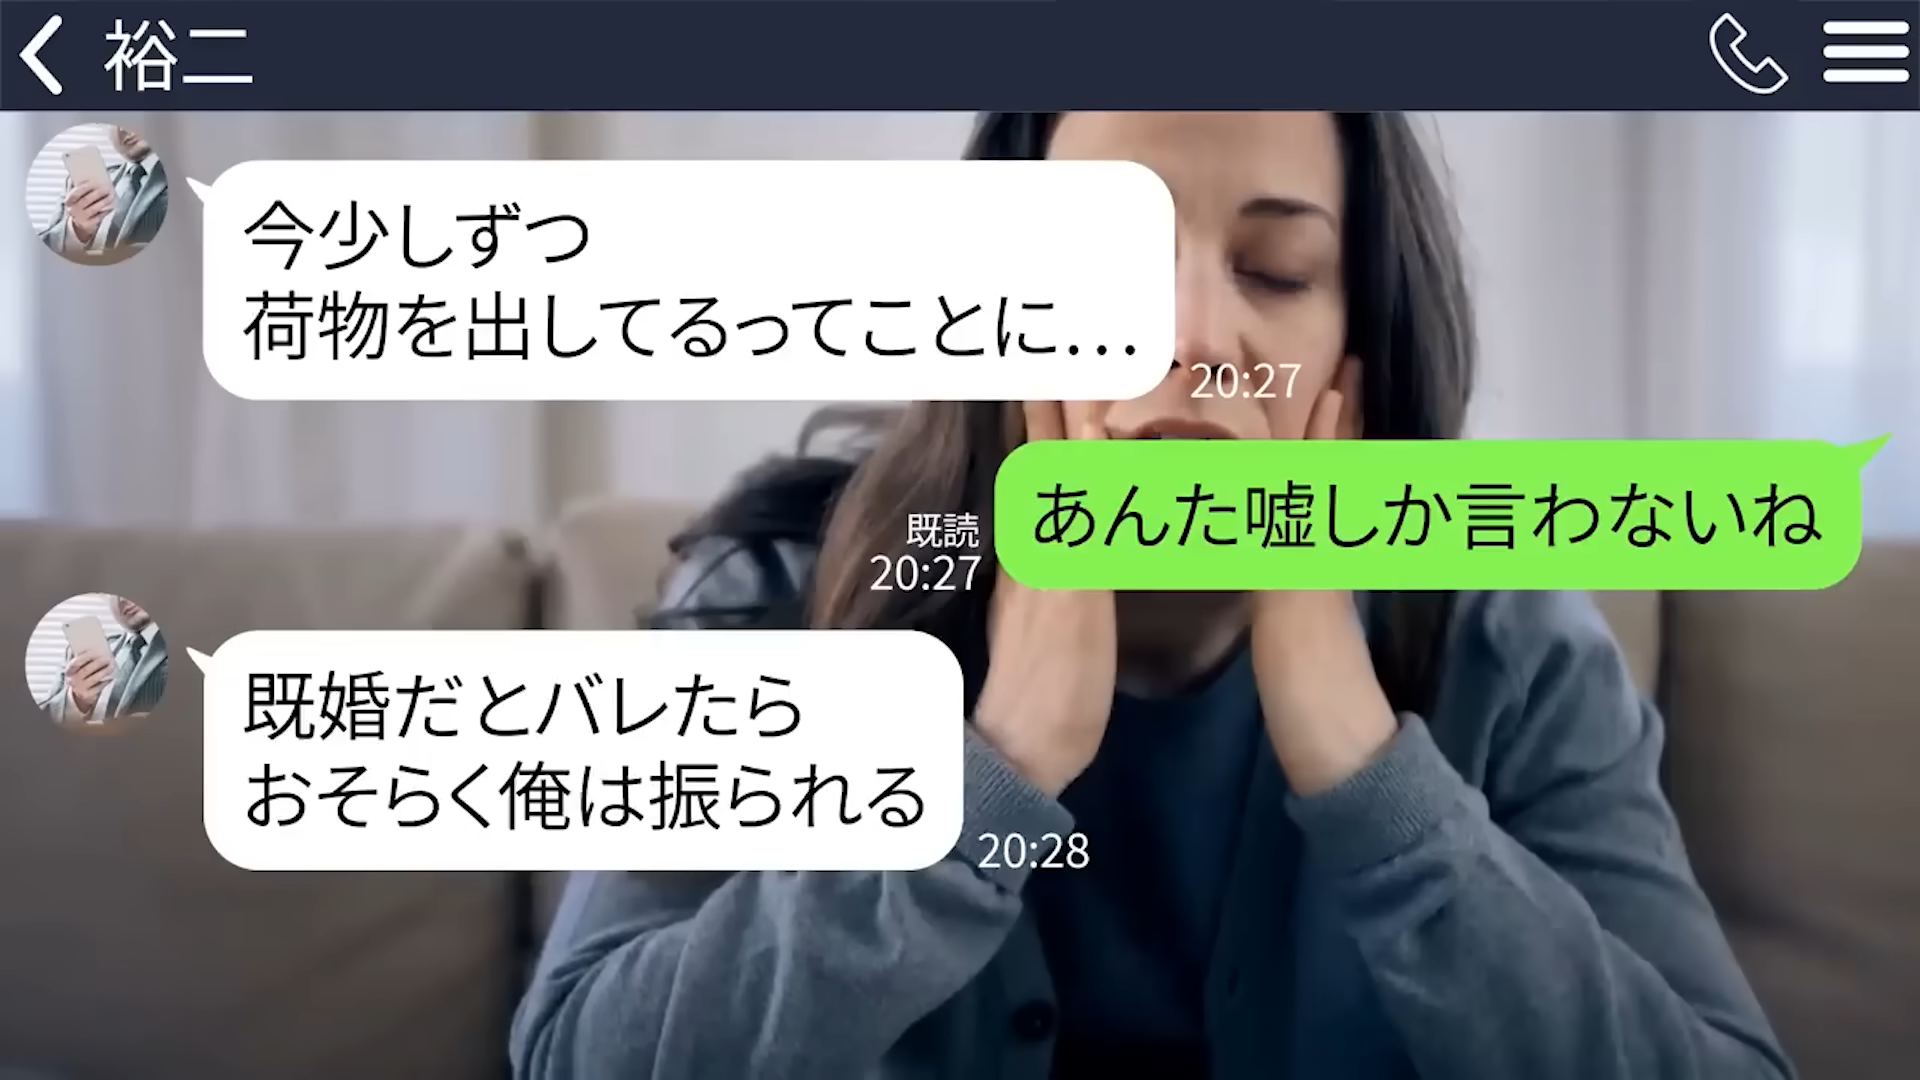 裕二
今少しずつ
荷物を出してるってことに…
20:27
あんた嘘しか言わないね
既読
20:27
既婚だとバレたら
おそらく俺は振られる
20:28